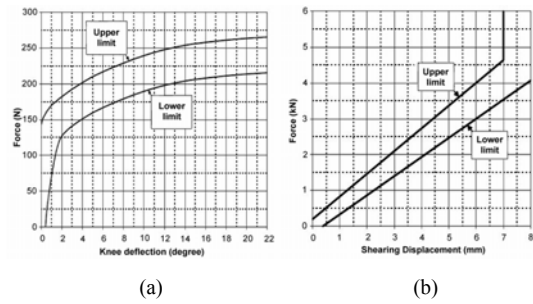 300
250
200
150
100
50
0
Force (N)
Upper
limit
Lower
limit
0 2 4 6 8 10 12 14 16 18 20 22
Knee deflection (degree)
(a)
6
5
4
3
2
1
0
Force (kN)
Upper
limit
Lower
limit
0 1 2 3 4 5 6 7 8
Shearing Displacement (mm)
(b)